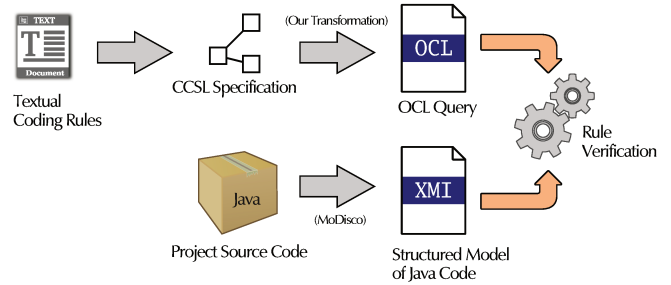 TEXT
T
Document
Textual
Coding Rules
CCSL Specification
(Our Transformation)
OCL
OCL Query
Rule
Verification
Java
Project Source Code
(MoDisco)
XMI
Structured Model
of Java Code